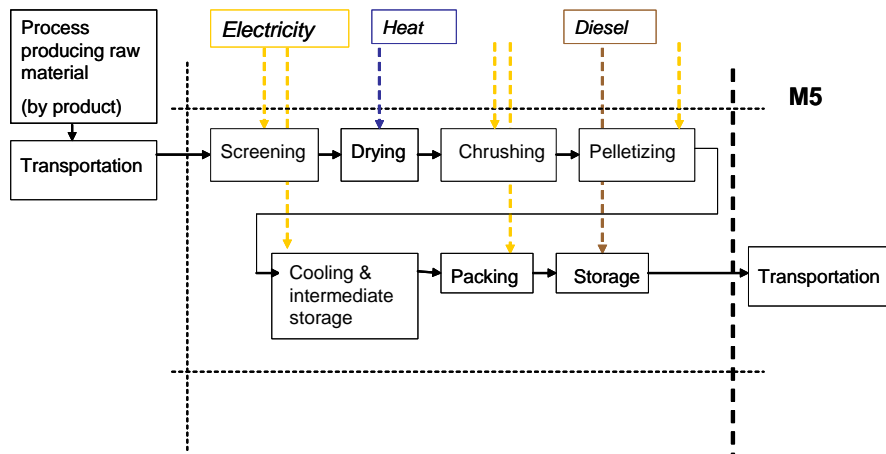 Process
producing raw
material
(by product)
Electricity
Heat
Diesel
M5
Transportation
Screening
Drying
Chrushing
Pelletizing
Cooling &
intermediate
storage
Packing
Storage
Transportation